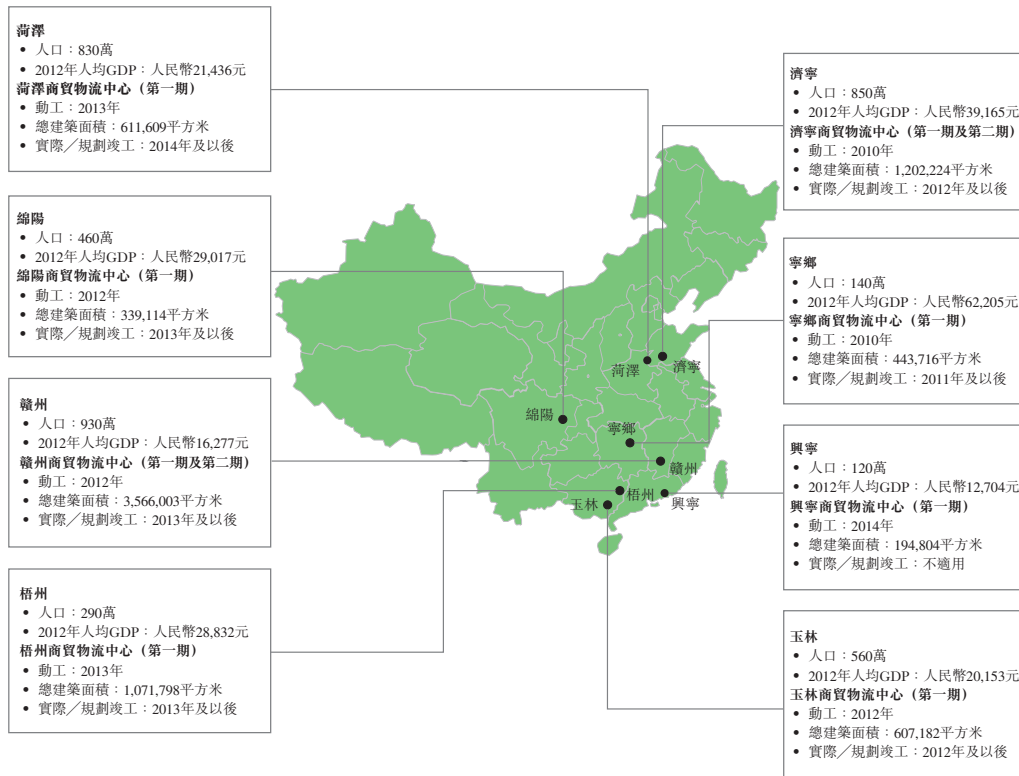 菏澤
• 人口：830萬
• 2012年人均GDP：人民幣21,436元
菏澤商貿物流中心（第一期）
• 動工：2013年
• 總建築面積：611,609平方米
• 實際／規劃竣工：2014年及以後
綿陽
• 人口：460萬
• 2012年人均GDP：人民幣29,017元
綿陽商貿物流中心（第一期）
• 動工：2012年
• 總建築面積：339,114平方米
• 實際／規劃竣工：2013年及以後
贛州
• 人口：930萬
• 2012年人均GDP：人民幣16,277元
贛州商貿物流中心（第一期及第二期）
• 動工：2012年
• 總建築面積：3,566,003平方米
• 實際／規劃竣工：2013年及以後
梧州
• 人口：290萬
• 2012年人均GDP：人民幣28,832元
梧州商貿物流中心（第一期）
• 動工：2013年
• 總建築面積：1,071,798平方米
• 實際／規劃竣工：2013年及以後
菏澤
濟寧
綿陽
寧鄉
贛州
梧州
玉林
興寧
濟寧
• 人口：850萬
• 2012年人均GDP：人民幣39,165元
濟寧商貿物流中心（第一期及第二期）
• 動工：2010年
• 總建築面積：1,202,224平方米
• 實際／規劃竣工：2012年及以後
寧鄉
• 人口：140萬
• 2012年人均GDP：人民幣62,205元
寧鄉商貿物流中心（第一期）
• 動工：2010年
• 總建築面積：443,716平方米
• 實際／規劃竣工：2011年及以後
興寧
• 人口：120萬
• 2012年人均GDP：人民幣12,704元
興寧商貿物流中心（第一期）
• 動工：2014年
• 總建築面積：194,804平方米
• 實際／規劃竣工：不適用
玉林
• 人口：560萬
• 2012年人均GDP：人民幣20,153元
玉林商貿物流中心（第一期）
• 動工：2012年
• 總建築面積：607,182平方米
• 實際／規劃竣工：2012年及以後